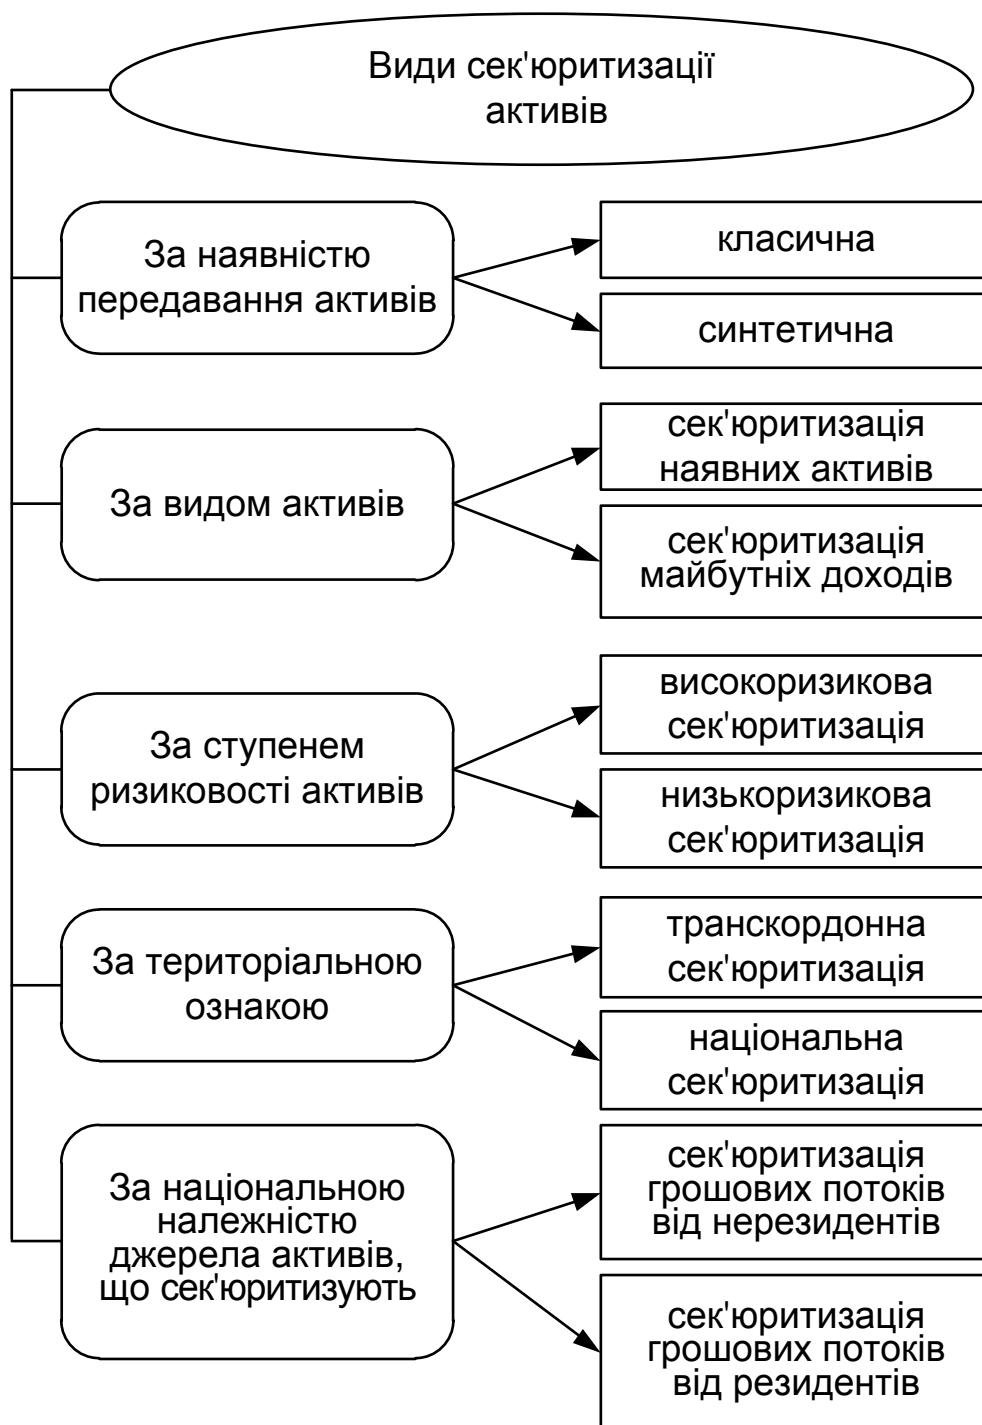 Види сек'юритизації
активів
За наявністю
передавання активів
класична
синтетична
За видом активів
сек'юритизація
наявних активів
сек'юритизація
майбутніх доходів
За ступенем
ризиковості активів
високоризикова
сек'юритизація
низькоризикова
сек'юритизація
За територіальною
ознакою
транскордонна
сек'юритизація
національна
сек'юритизація
За національною
належністю
джерела активів,
що сек'юритизують
сек'юритизація
грошових потоків
від нерезидентів
сек'юритизація
грошових потоків
від резидентів